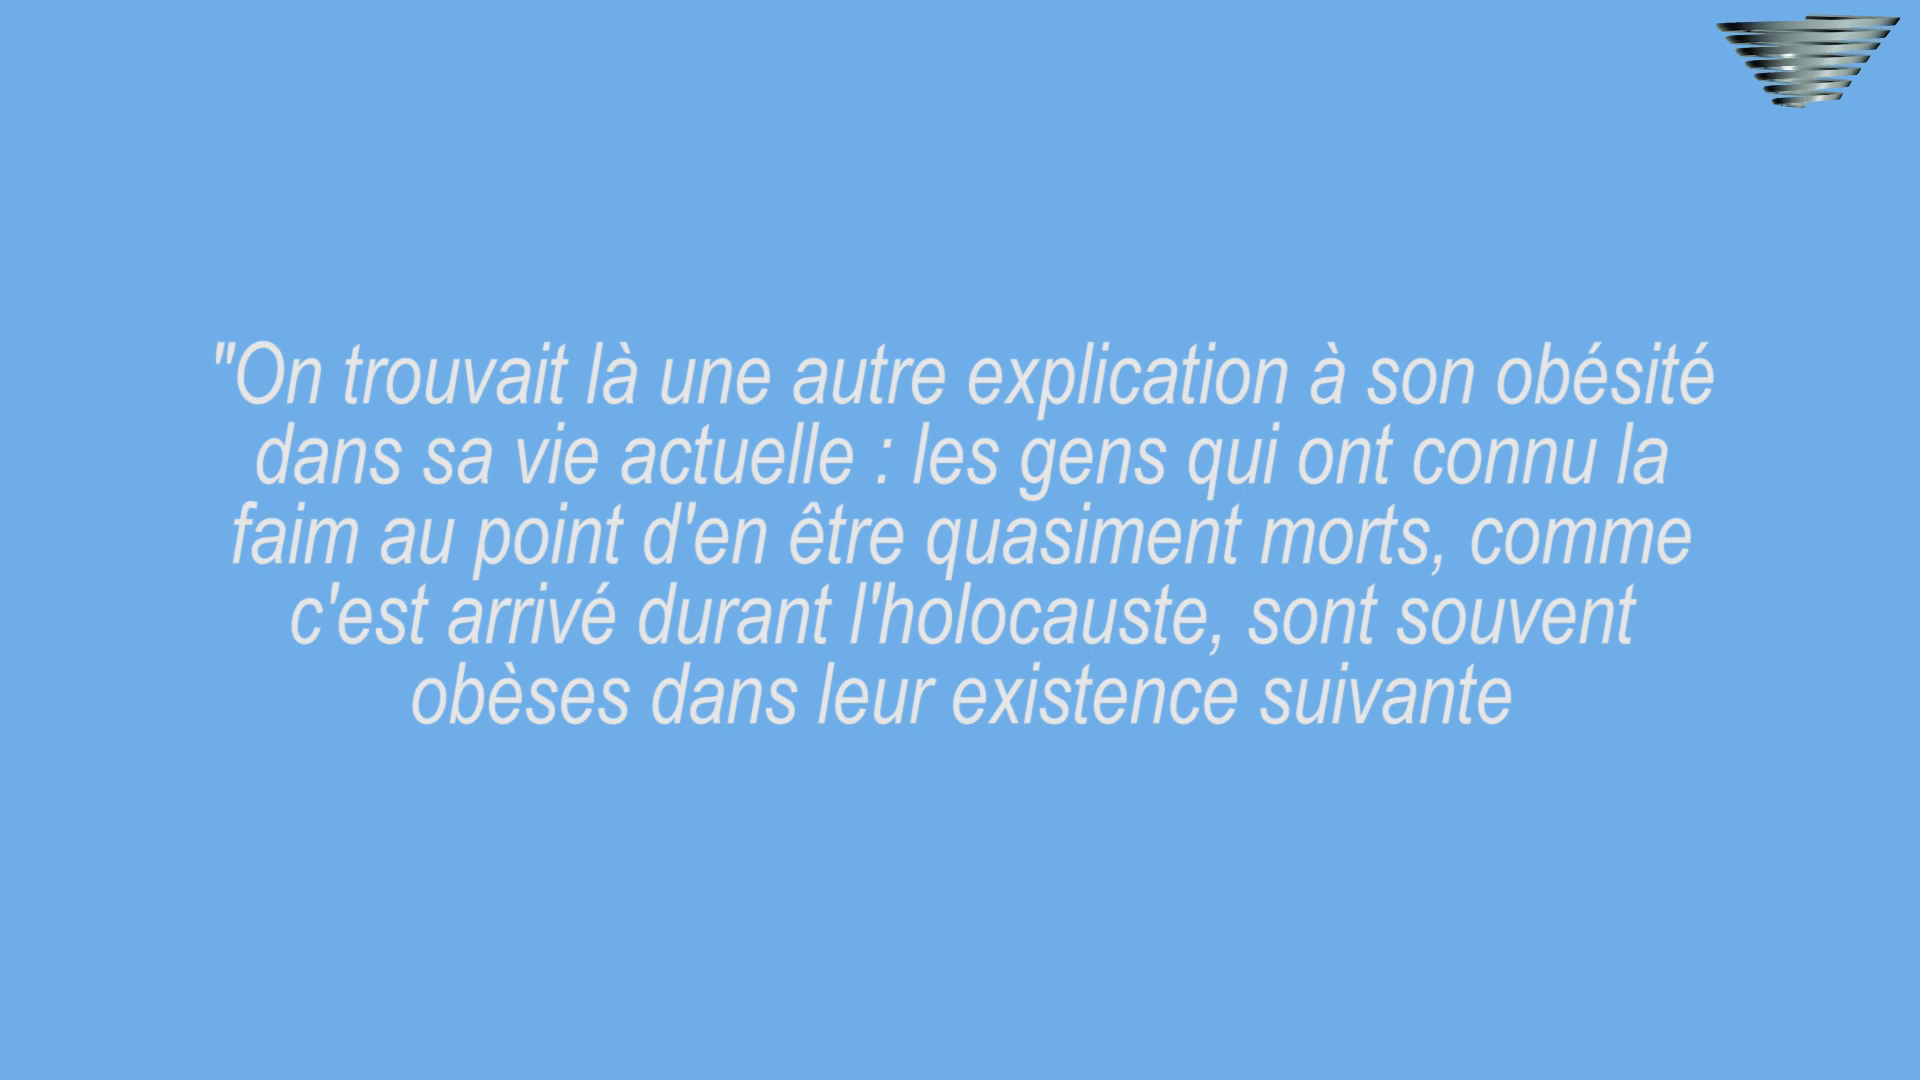 "On trouvait là une autre explication à son obésité
dans sa vie actuelle : les gens qui ont connu la
faim au point d'en être quasiment morts, comme
c'est arrivé durant l'holocauste, sont souvent
obèses dans leur existence suivante